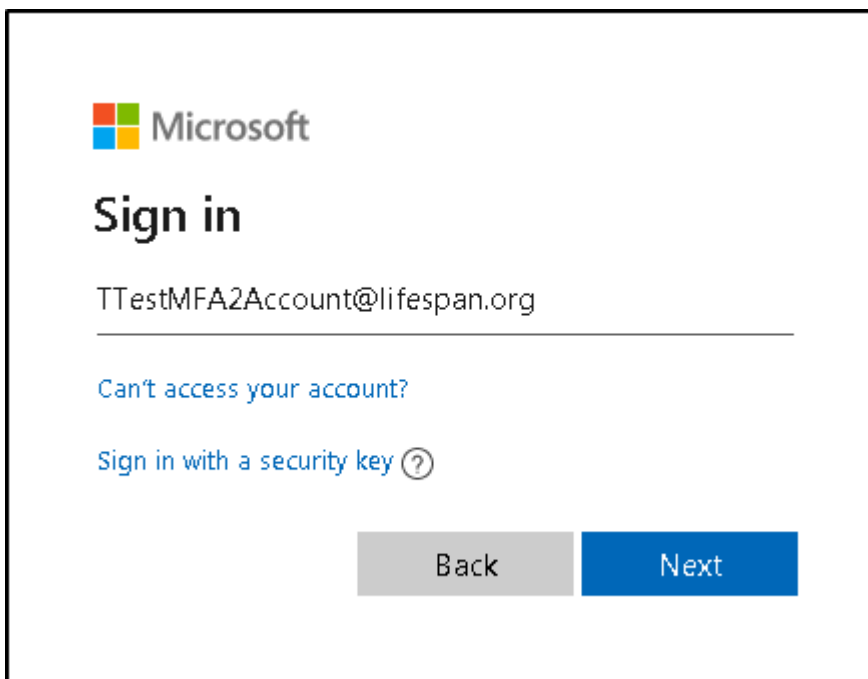 Microsoft
Sign in
TTestMFA2Account@lifespan.org
Can't access your account?
Sign in with a security key ?
Back Next